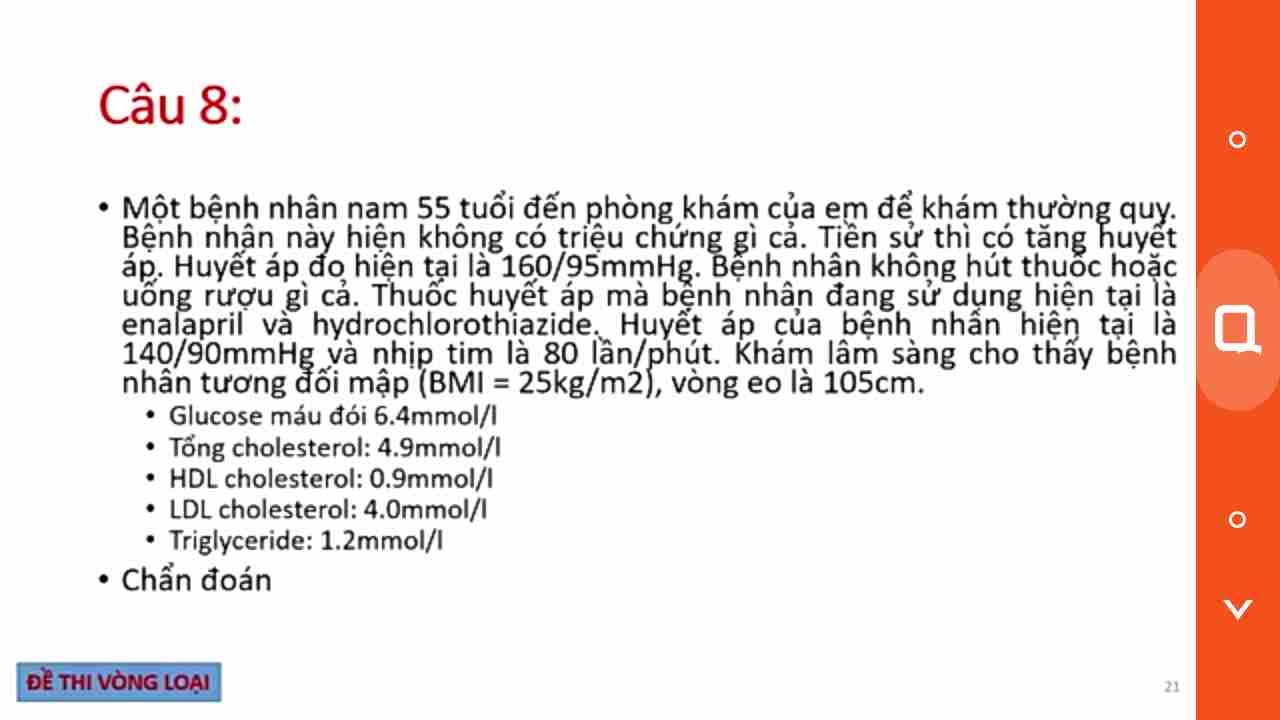 Câu 8:
• Một bệnh nhân nam 55 tuổi đến phòng khám của em để khám thường quy.
Bệnh nhân này hiện không có triệu chứng gì cả. Tiền sử thì có tăng huyết
áp. Huyết áp đo hiện tại là 160/95mmHg. Bệnh nhân không hút thuốc hoặc
uống rượu gì cả. Thuốc huyết áp mà bệnh nhân đang sử dụng hiện tại là
enalapril và hydrochlorothiazide. Huyết áp của bệnh nhân hiện tại là
140/90mmHg và nhịp tim là 80 lần/phút. Khám lâm sàng cho thấy bệnh
nhân tương đối mập (BMI = 25kg/m2), vòng eo là 105cm.
• Glucose máu đói 6.4mmol/l
• Tổng cholesterol: 4.9mmol/l
• HDL cholesterol: 0.9mmol/l
• LDL cholesterol: 4.0mmol/l
• Triglyceride: 1.2mmol/l
• Chẩn đoán
ĐỀ THI VÒNG LOẠI
21